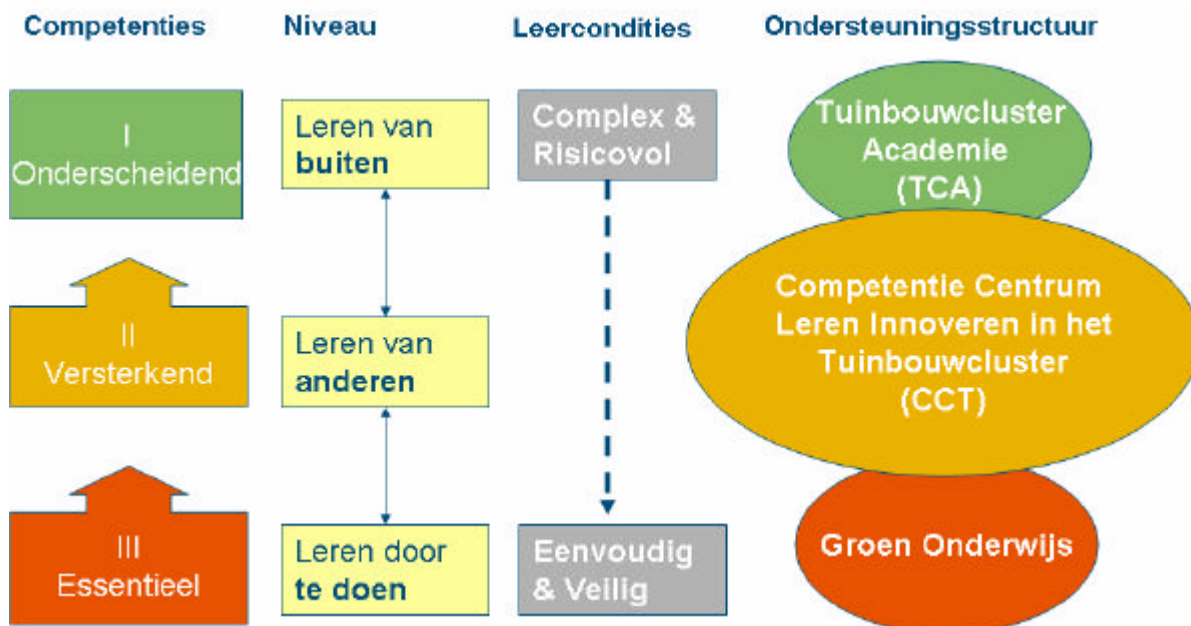 Competenties
Niveau
Leercondities
Ondersteuningsstructuur
I
Onderscheidend
Leren van
buiten
Complex &
Risicovol
Tuinbouwcluster
Academie
(TCA)
II
Versterkend
Leren van
anderen
Competentie Centrum
Leren Innoveren in het
Tuinbouwcluster
(CCT)
III
Essentieel
Leren door
te doen
Eenvoudig
& Veilig
Groen Onderwijs